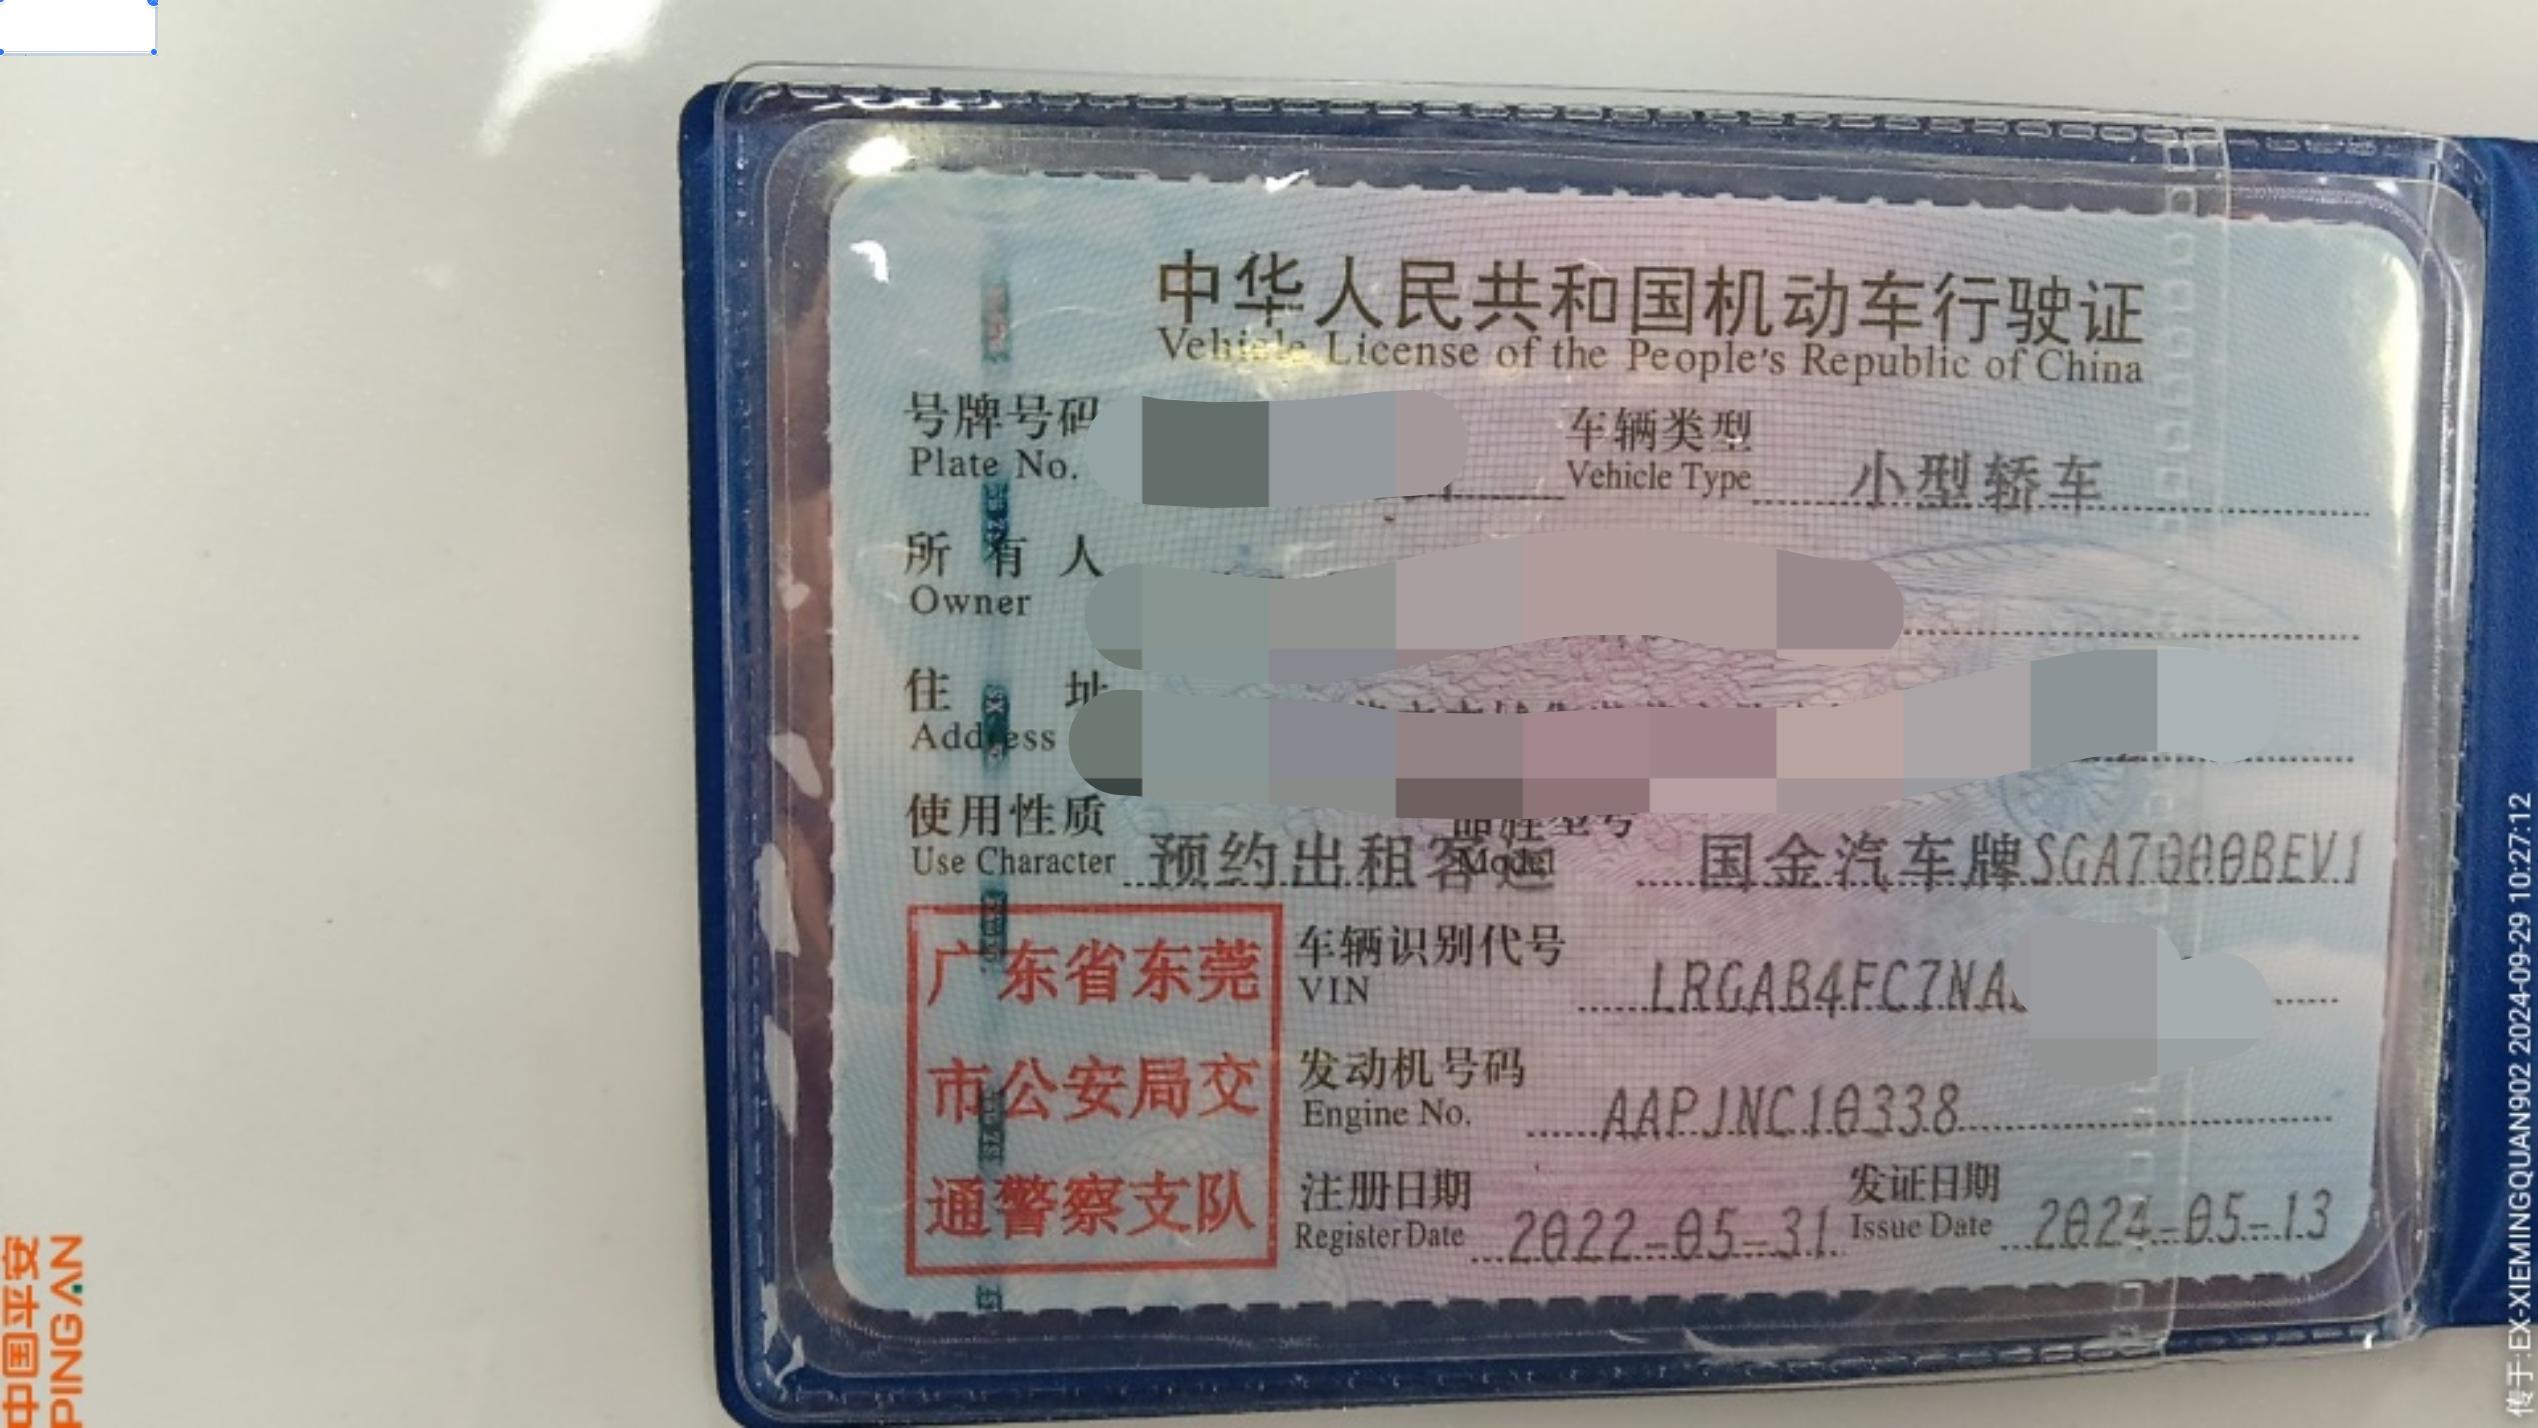 中华人民共和国机动车行驶证
Vehicle License of the People's Republic of China
号牌号码 车辆类型
Plate No. Vehicle Type 小型轿车
所有人
Owner
住址
Address
使用性质 品牌型号
Use Character 预约出租客运 Model 国金汽车牌SGA7000BEV1
广东省东莞
市公安局交
通警察支队
车辆识别代号
VIN LRGAB4FC7NA
发动机号码
Engine No. AAPJNC10338
注册日期 发证日期
Register Date 2022-05-31 Issue Date 2024-05-13
中国平安
PINGAN
传于:EX-XIEMINGQUAN902 2024-09-29 10:27:12